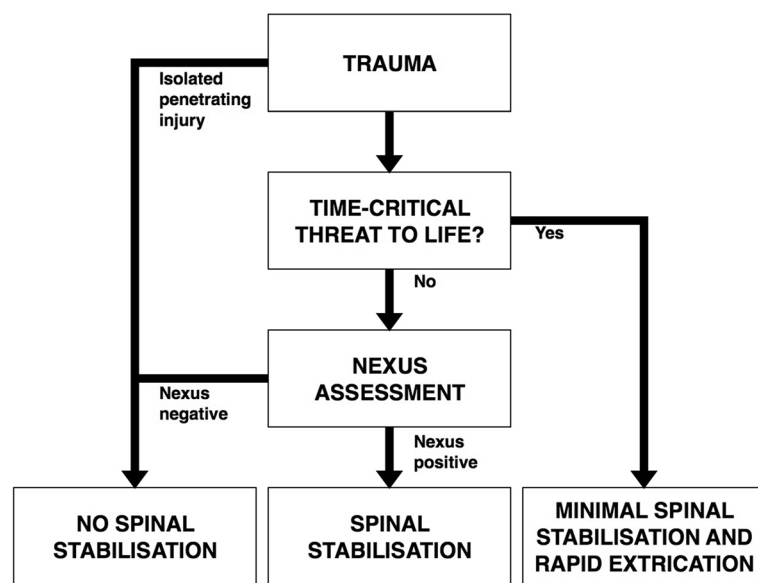 TRAUMA
Isolated
penetrating
injury
TIME-CRITICAL
THREAT TO LIFE?
Yes
No
NEXUS
ASSESSMENT
Nexus
negative
Nexus
positive
NO SPINAL
STABILISATION
SPINAL
STABILISATION
MINIMAL SPINAL
STABILISATION AND
RAPID EXTRICATION